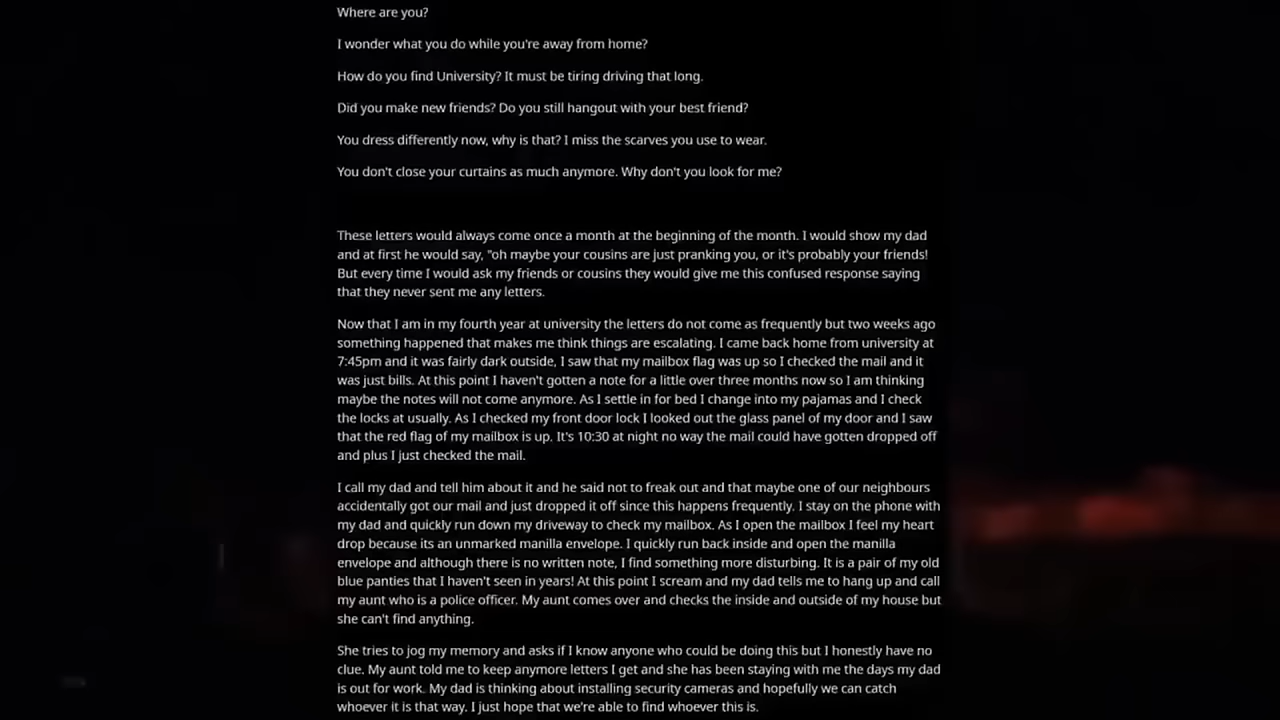 Where are you?
I wonder what you do while you're away from home?
How do you find University? It must be tiring driving that long.
Did you make new friends? Do you still hangout with your best friend?
You dress differently now, why is that? I miss the scarves you use to wear.
You don't close your curtains as much anymore. Why don't you look for me?
These letters would always come once a month at the beginning of the month. I would show my dad
and at first he would say, "oh maybe your cousins are just pranking you, or it's probably your friends!
But every time I would ask my friends or cousins they would give me this confused response saying
that they never sent me any letters.
Now that I am in my fourth year at university the letters do not come as frequently but two weeks ago
something happened that makes me think things are escalating. I came back home from university at
7:45pm and it was fairly dark outside, I saw that my mailbox flag was up so I checked the mail and it
was just bills. At this point I haven't gotten a note for a little over three months now so I am thinking
maybe the notes will not come anymore. As I settle in for bed I change into my pajamas and I check
the locks at usually. As I checked my front door lock I looked out the glass panel of my door and I saw
that the red flag of my mailbox is up. It's 10:30 at night no way the mail could have gotten dropped off
and plus I just checked the mail.
I call my dad and tell him about it and he said not to freak out and that maybe one of our neighbours
accidentally got our mail and just dropped it off since this happens frequently. I stay on the phone with
my dad and quickly run down my driveway to check my mailbox. As I open the mailbox I feel my heart
drop because its an unmarked manilla envelope. I quickly run back inside and open the manilla
envelope and although there is no written note, I find something more disturbing. It is a pair of my old
blue panties that I haven't seen in years! At this point I scream and my dad tells me to hang up and call
my aunt who is a police officer. My aunt comes over and checks the inside and outside of my house but
she can't find anything.
She tries to jog my memory and asks if I know anyone who could be doing this but I honestly have no
clue. My aunt told me to keep anymore letters I get and she has been staying with me the days my dad
is out for work. My dad is thinking about installing security cameras and hopefully we can catch
whoever it is that way. I just hope that we're able to find whoever this is.